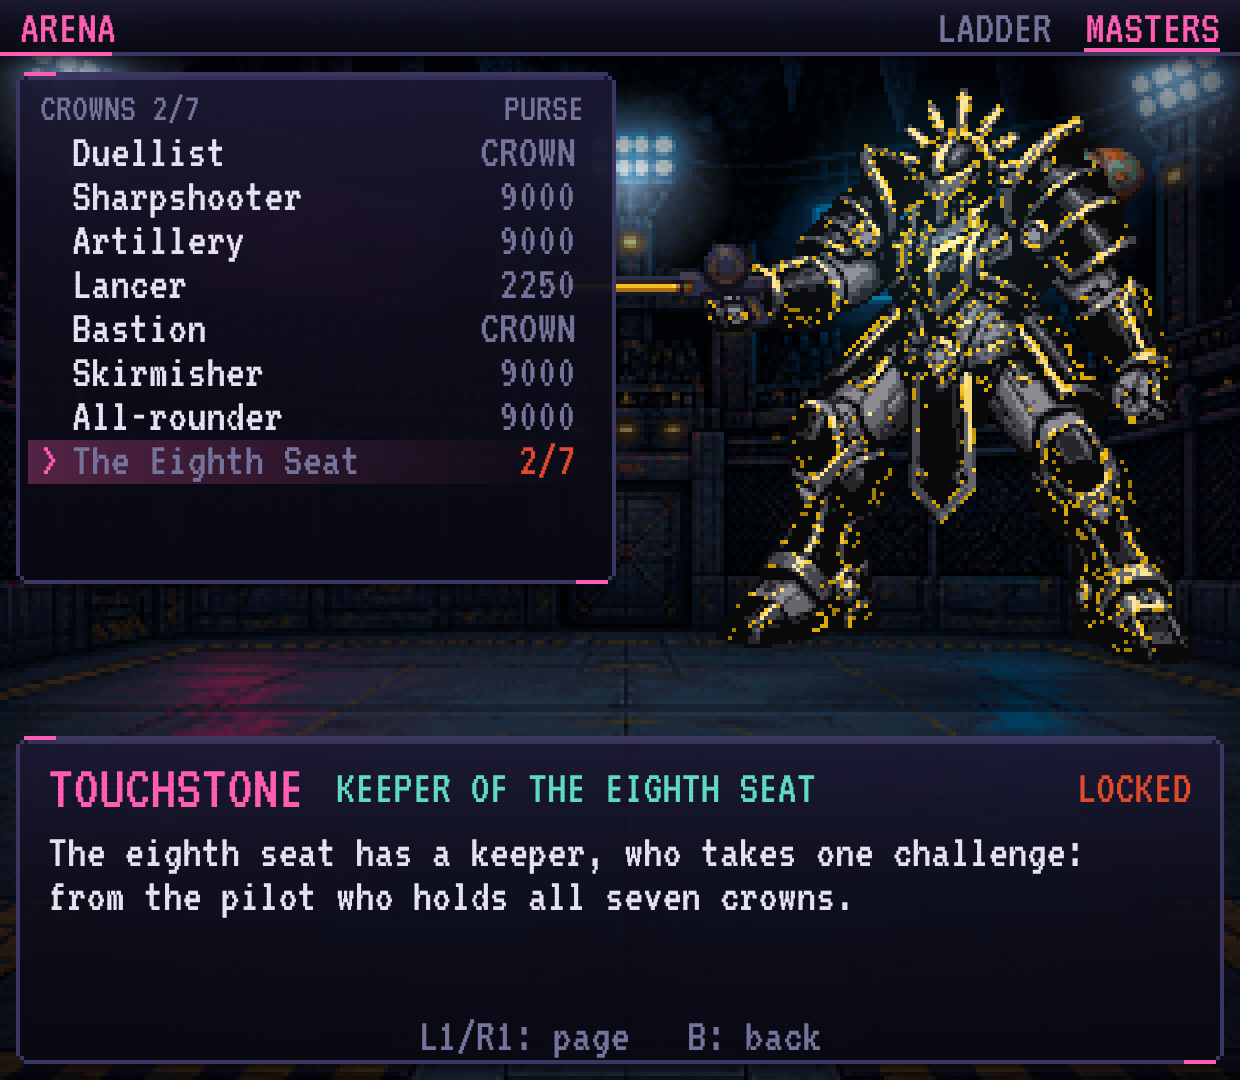 ARENA LADDER MASTERS
CROWNS 2/7 PURSE
Duellist CROWN
Sharpshooter 9000
Artillery 9000
Lancer 2250
Bastion CROWN
Skirmisher 9000
All-rounder 9000
> The Eighth Seat 2/7
TOUCHSTONE KEEPER OF THE EIGHTH SEAT LOCKED
The eighth seat has a keeper, who takes one challenge:
from the pilot who holds all seven crowns.
L1/R1: page B: back